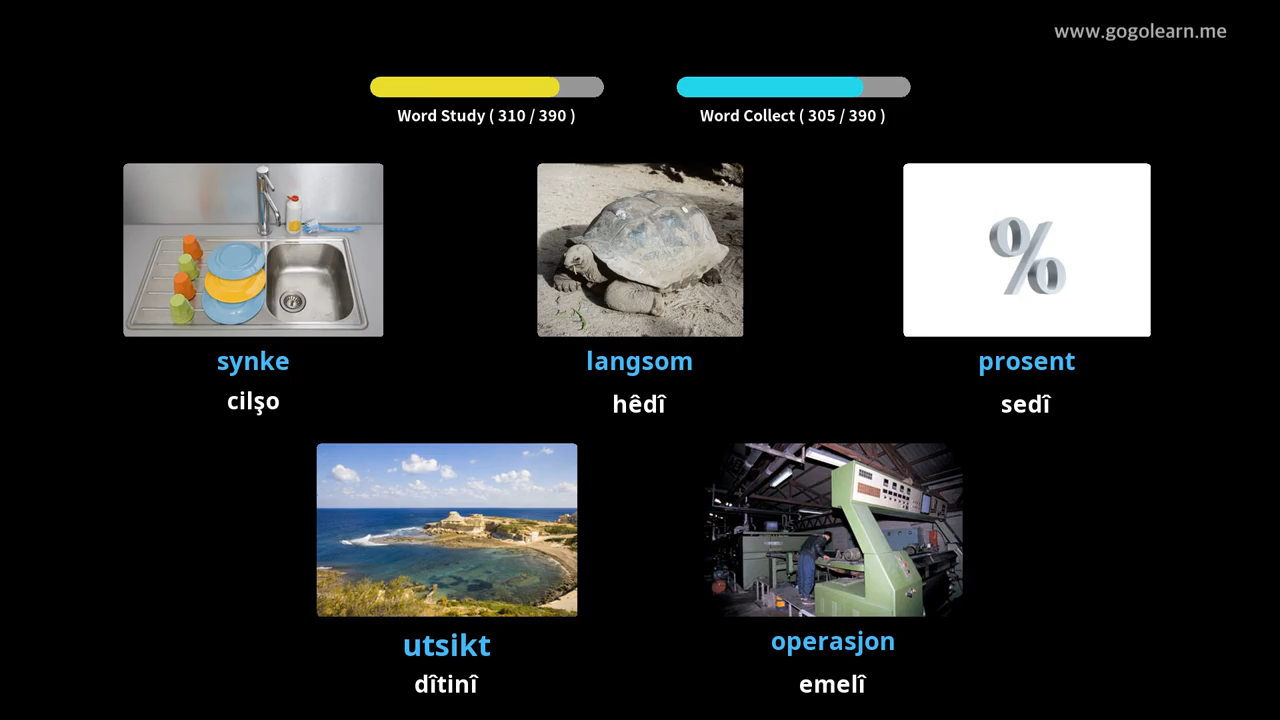 www.gogolearn.me
Word Study ( 310 / 390 )
Word Collect ( 305 / 390 )
synke
langsom
prosent
cilşo
hêdî
sedî
utsikt
operasjon
dîtinî
emelî